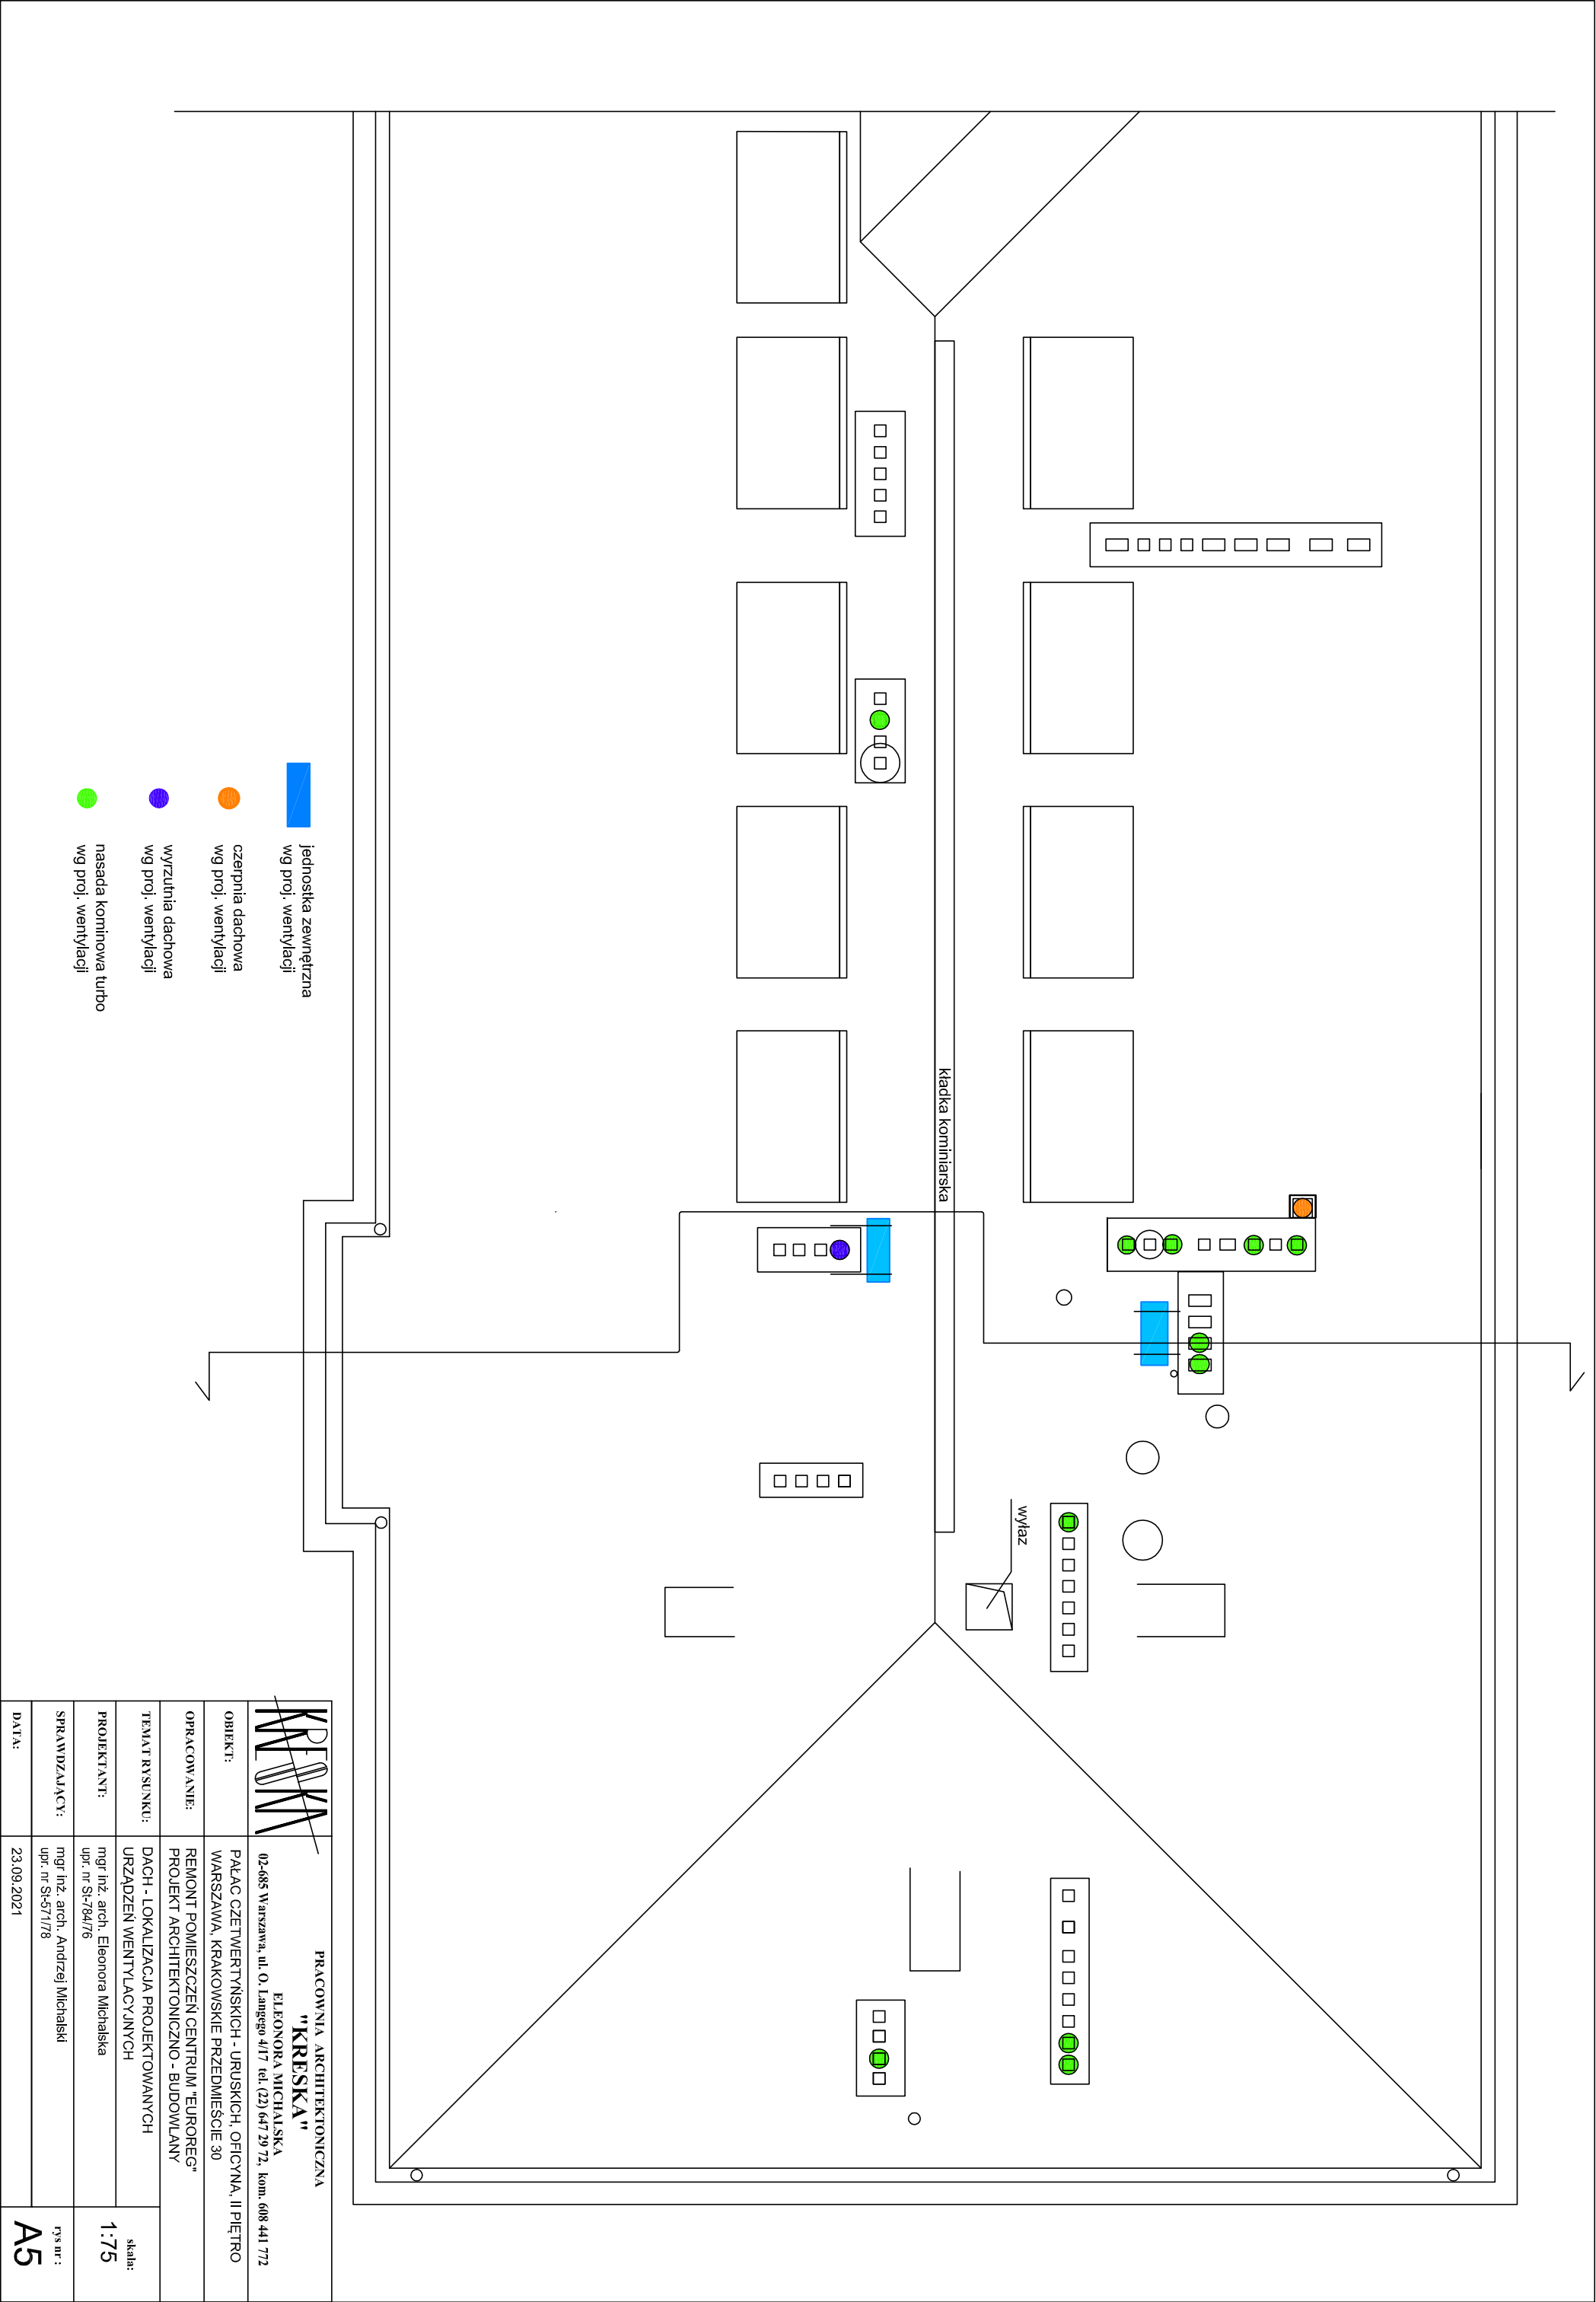 kładka kominiarska
wyłaz
jednostka zewnętrzna
wg proj. wentylacji
czerpnia dachowa
wg proj. wentylacji
wyrzutnia dachowa
wg proj. wentylacji
nasada kominowa turbo
wg proj. wentylacji
KRESKA
PRACOWNIA ARCHITEKTONICZNA
"KRESKA"
ELEONORA MICHALSKA
02-685 Warszawa, ul. O. Langego 4/17 tel. (22) 647 29 72, kom. 608 441 772
OBIEKT:
PAŁAC CZETWERTYŃSKICH - URUSKICH, OFICYNA, II PIĘTRO
WARSZAWA, KRAKOWSKIE PRZEDMIEŚCIE 30
OPRACOWANIE:
REMONT POMIESZCZEŃ CENTRUM "EUROREG"
PROJEKT ARCHITEKTONICZNO - BUDOWLANY
TEMAT RYSUNKU:
DACH - LOKALIZACJA PROJEKTOWANYCH
URZĄDZEŃ WENTYLACYJNYCH
PROJEKTANT:
mgr inż. arch. Eleonora Michalska
upr. nr St-784/76
skala:
1:75
SPRAWDZAJĄCY:
mgr inż. arch. Andrzej Michalski
upr. nr St-571/78
DATA:
23.09.2021
rys nr :
A5